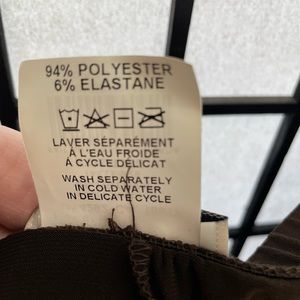 94% POLYESTER
6% ELASTANE
LAVER SÉPARÉMENT
À L'EAU FROIDE
À CYCLE DÉLICAT
WASH SEPARATELY
IN COLD WATER
IN DELICATE CYCLE